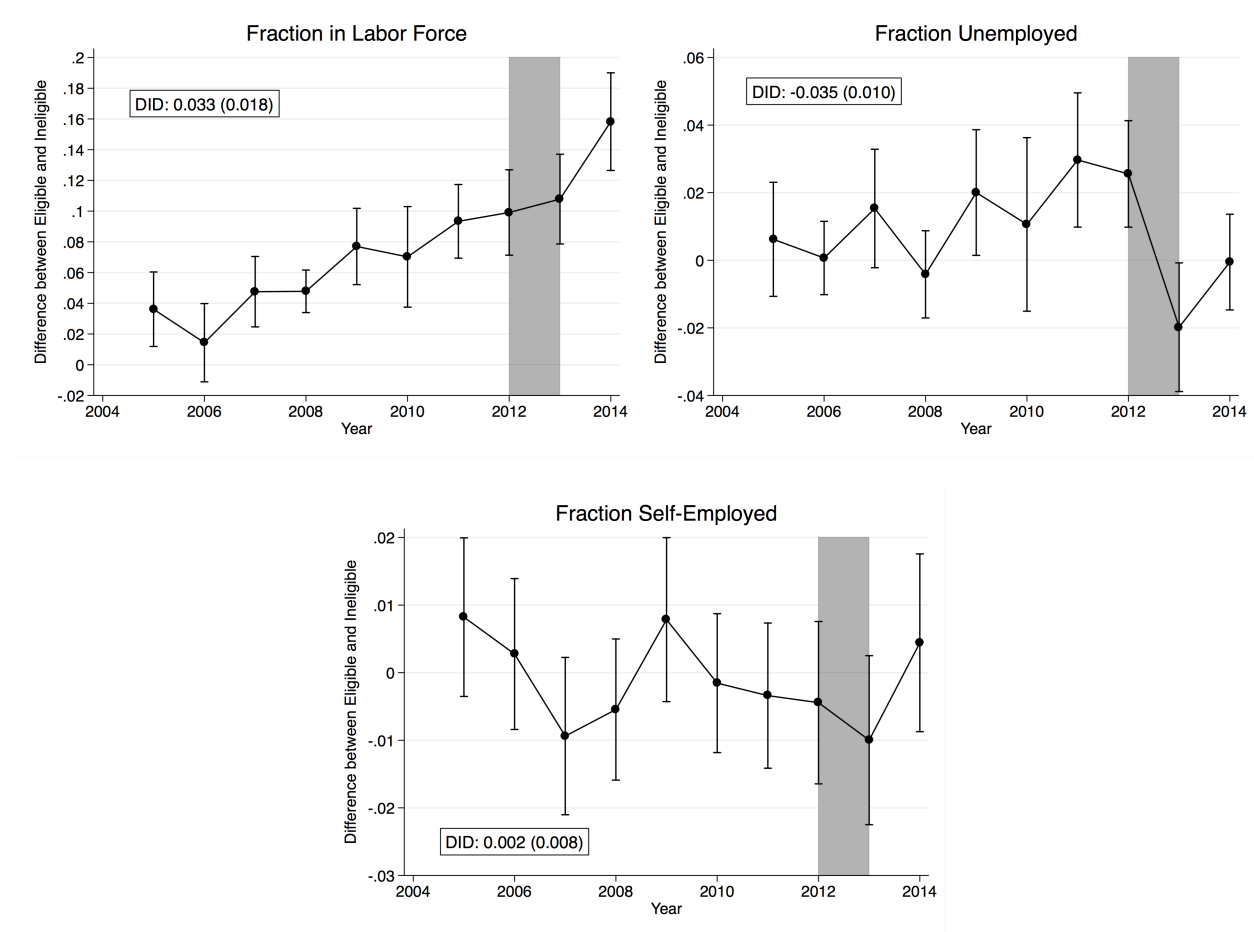 Fraction in Labor Force
Difference between Eligible and Ineligible
.2
.18
.16
.14
.12
.1
.08
.06
.04
.02
0
-.02
DID: 0.033 (0.018)
2004 2006 2008 2010 2012 2014
Year
Fraction Unemployed
Difference between Eligible and Ineligible
.06
.04
.02
0
-.02
-.04
DID: -0.035 (0.010)
2004 2006 2008 2010 2012 2014
Year
Fraction Self-Employed
Difference between Eligible and Ineligible
.02
.01
0
-.01
-.02
-.03
DID: 0.002 (0.008)
2004 2006 2008 2010 2012 2014
Year